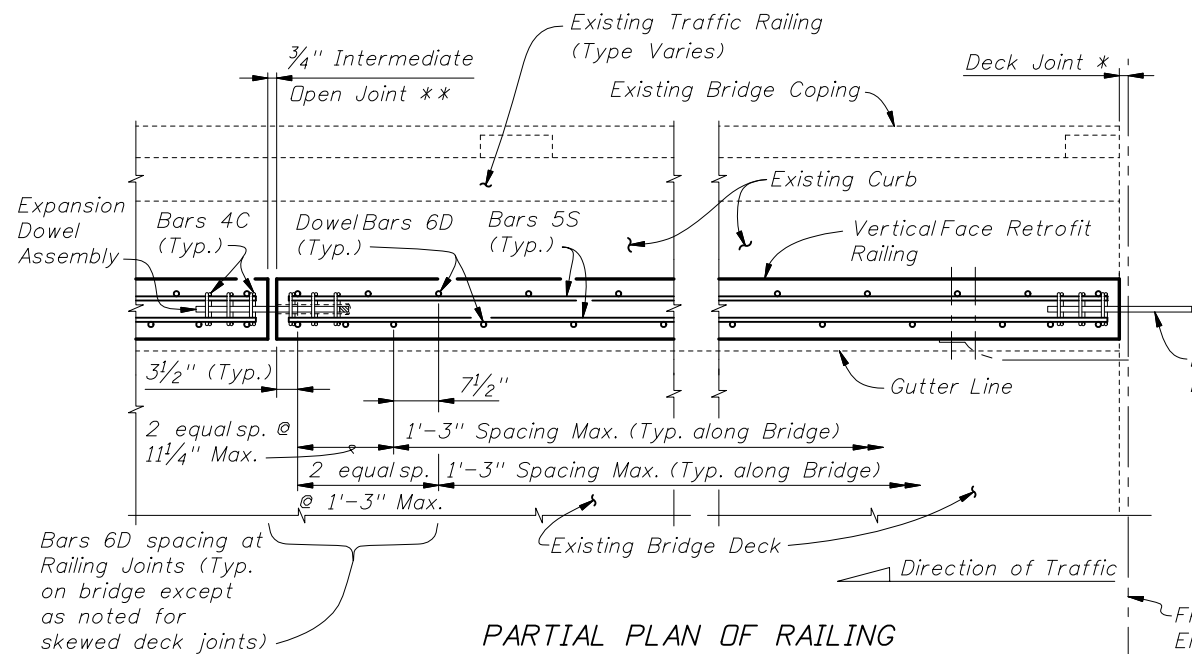 Existing Traffic Railing
(Type Varies)
3/4" Intermediate
Open Joint **
Deck Joint *
Existing Bridge Coping
Existing Curb
Expansion
Dowel
Assembly
Bars 4C
(Typ.)
Dowel Bars 6D
(Typ.)
Bars 5S
(Typ.)
Vertical Face Retrofit
Railing
3 1/2" (Typ.)
7 1/2"
Gutter Line
2 equal sp. @
11 1/4" Max.
1'-3" Spacing Max. (Typ. along Bridge)
2 equal sp.
@ 1'-3" Max.
1'-3" Spacing Max. (Typ. along Bridge)
Bars 6D spacing at
Railing Joints (Typ.
on bridge except
as noted for
skewed deck joints)
Existing Bridge Deck
Direction of Traffic
PARTIAL PLAN OF RAILING